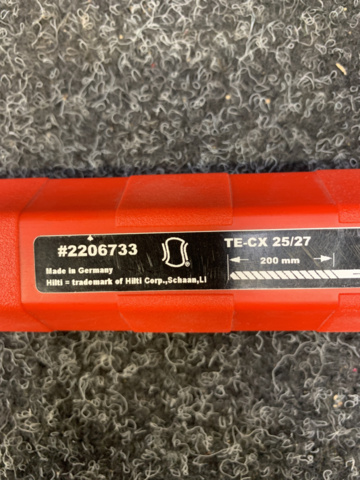 #2206733
Made in Germany
Hilti = trademark of Hilti Corp.,Schaan,LI
TE-CX 25/27
200 mm